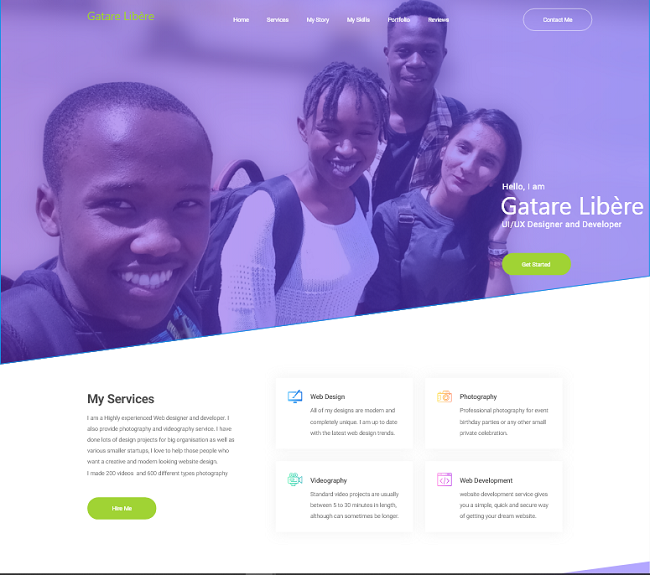 Gatare Libère
Home Services My Story My Skills Portfolio Reviews
Contact Me
Hello, I am
Gatare Libère
UI/UX Designer and Developer
Get Started
My Services
I am a Highly experienced Web designer and developer. I
also provide photography and videography service. I have
done lots of design projects for big organisation as well as
various smaller startups, I love to help those people who
want a creative and modern looking website design.
I made 200 videos and 600 different types photography
Hire Me
Web Design
All of my designs are modern and
completely unique. I am up to date
with the latest web design trends.
Photography
Professional photography for event
birthday parties or any other small
private celebration.
Videography
Standard video projects are usually
between 5 to 30 minutes in length,
although can sometimes be longer.
Web Development
website development service gives
you a simple, quick and secure way
of getting your dream website.